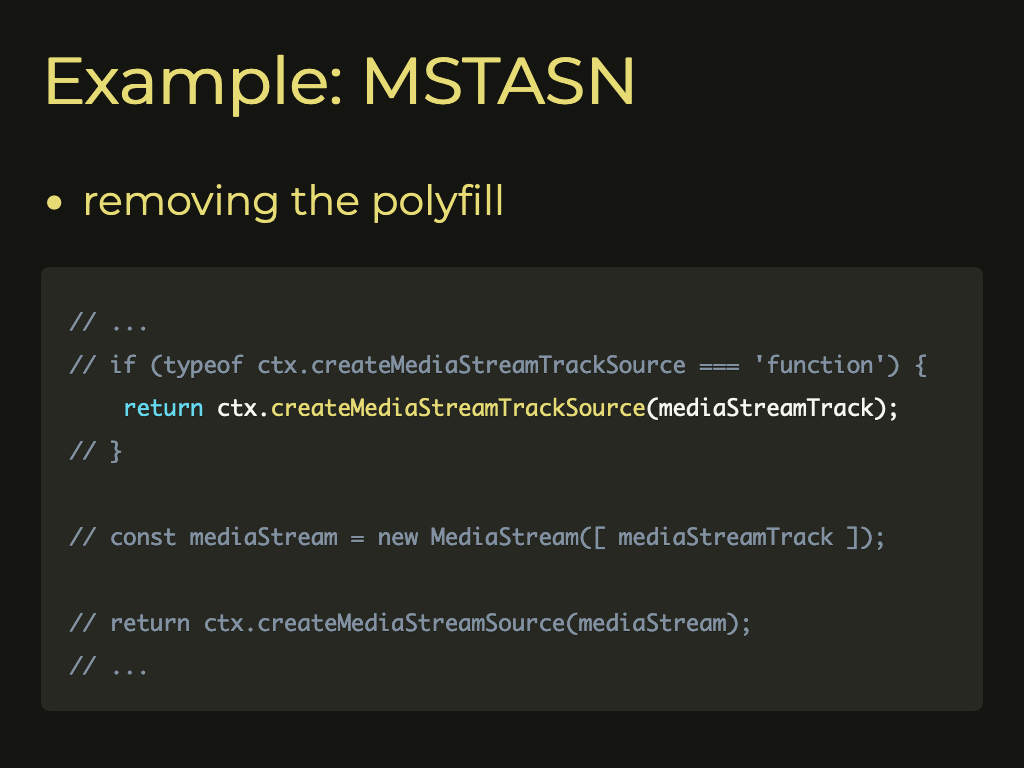 Example: MSTASN
• removing the polyfill
// ...
// if (typeof ctx.createMediaStreamTrackSource === 'function') {
return ctx.createMediaStreamTrackSource(mediaStreamTrack);
// }
// const mediaStream = new MediaStream([ mediaStreamTrack ]);
// return ctx.createMediaStreamSource(mediaStream);
// ...